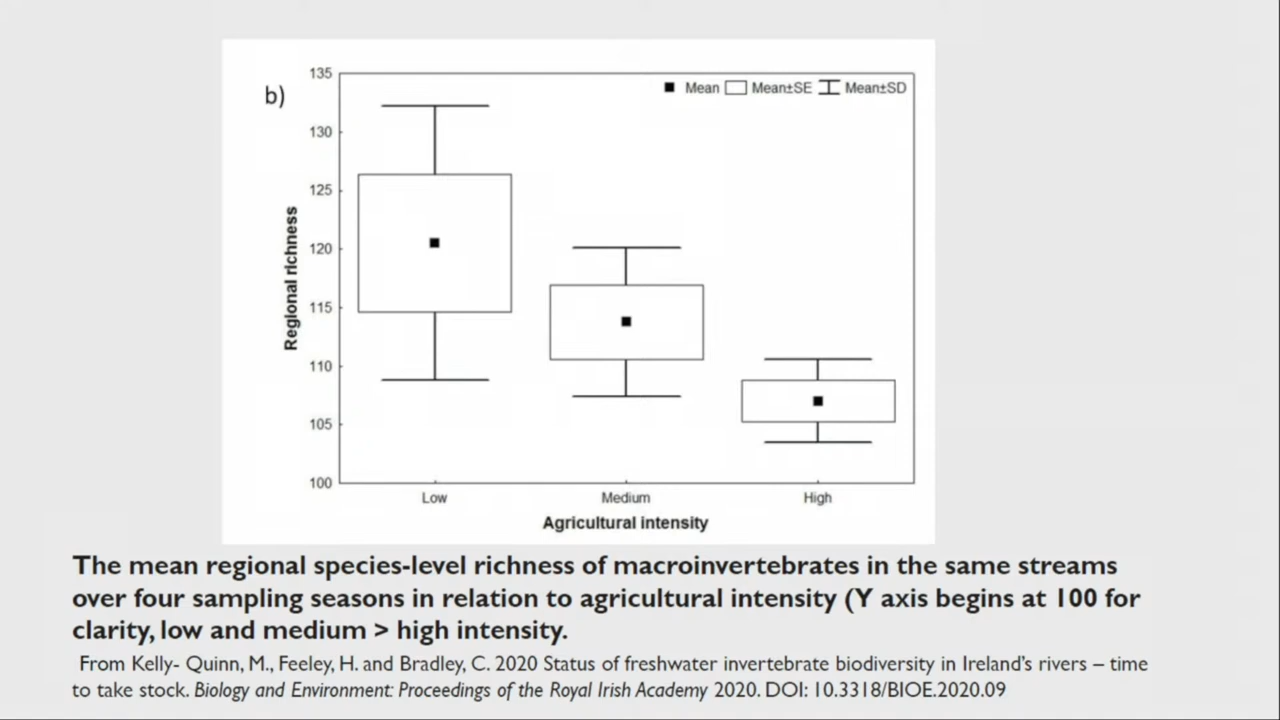 b)
Mean Mean±SE Mean±SD
135
130
125
120
115
110
105
100
Regional richness
Low Medium High
Agricultural intensity
The mean regional species-level richness of macroinvertebrates in the same streams
over four sampling seasons in relation to agricultural intensity (Y axis begins at 100 for
clarity, low and medium > high intensity.
From Kelly- Quinn, M., Feeley, H. and Bradley, C. 2020 Status of freshwater invertebrate biodiversity in Ireland's rivers – time
to take stock. Biology and Environment: Proceedings of the Royal Irish Academy 2020. DOI: 10.3318/BIOE.2020.09